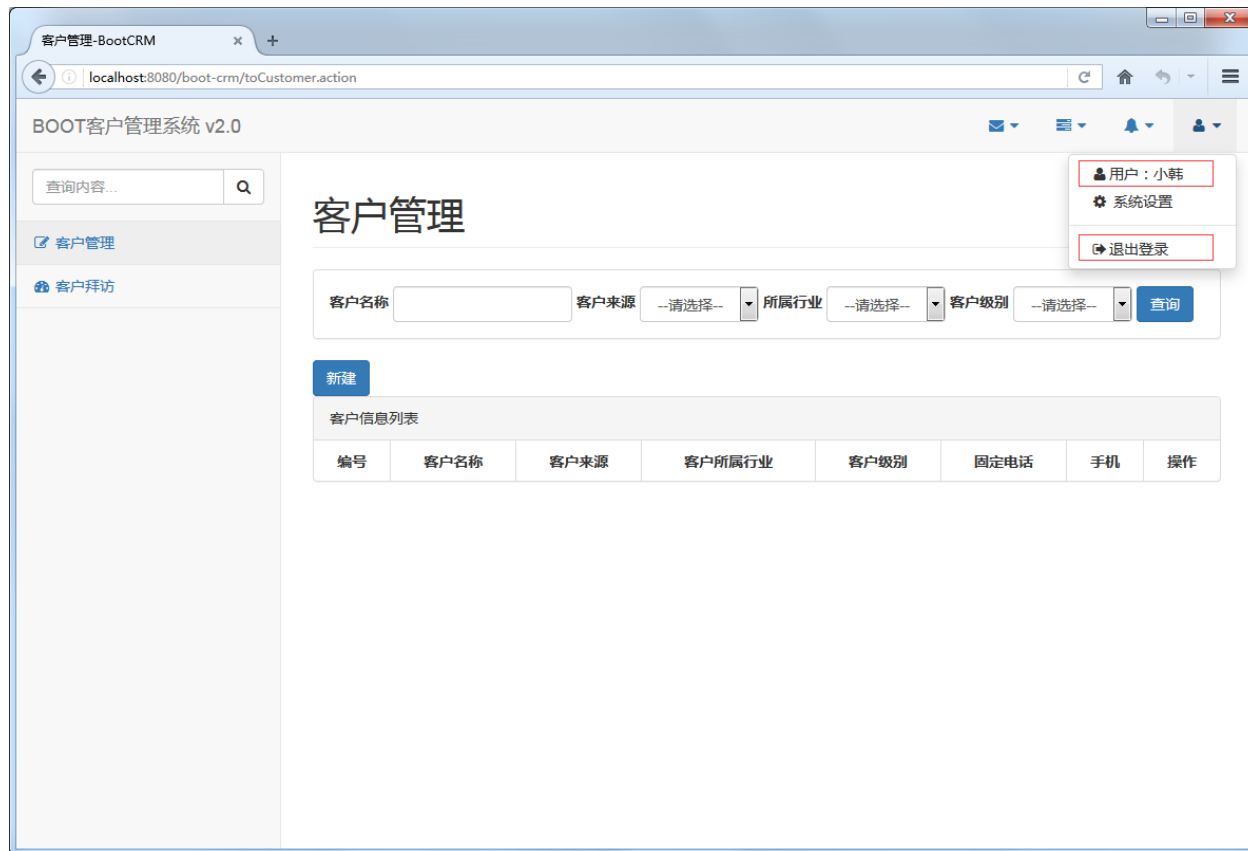 客户管理-BootCRM
localhost:8080/boot-crm/toCustomer.action
BOOT客户管理系统 v2.0
用户：小韩
系统设置
退出登录
查询内容...
客户管理
客户拜访
客户管理
客户名称 客户来源 --请选择-- 所属行业 --请选择-- 客户级别 --请选择-- 查询
新建
客户信息列表
编号 客户名称 客户来源 客户所属行业 客户级别 固定电话 手机 操作